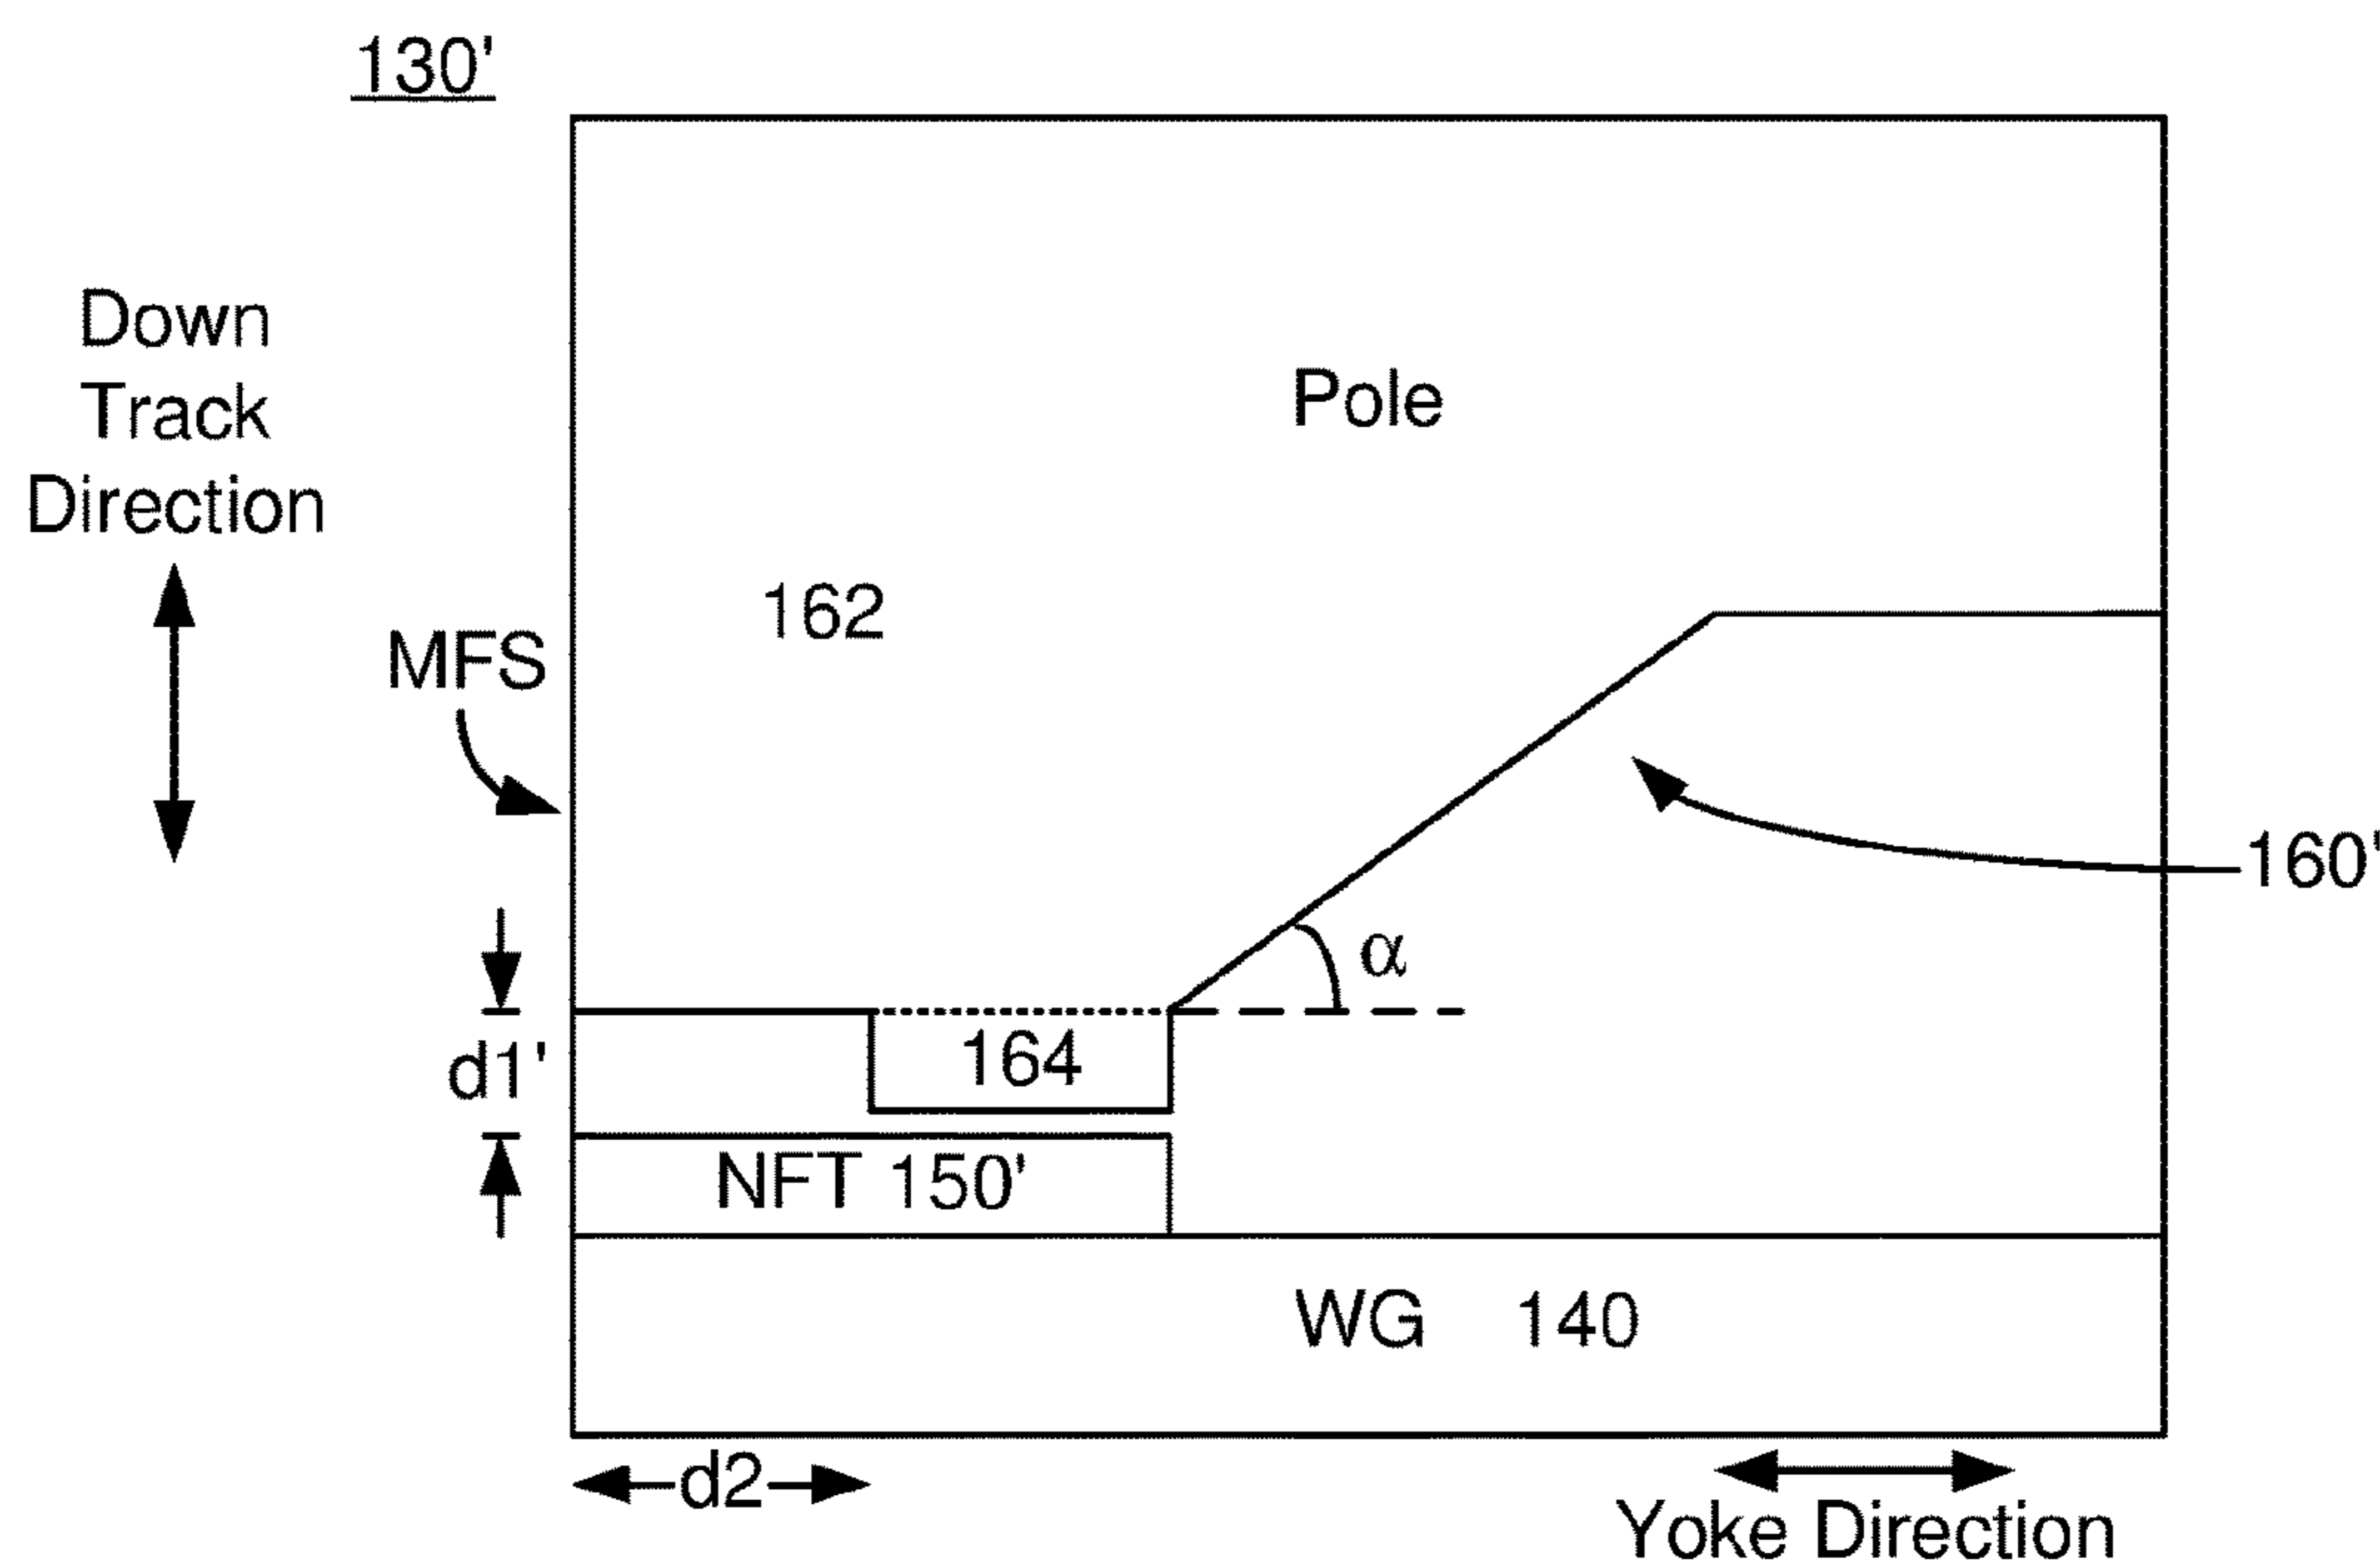 130'
Down
Track
Direction
Pole
162
MFS
160'
α
d1'
164
NFT 150'
WG 140
d2
Yoke Direction